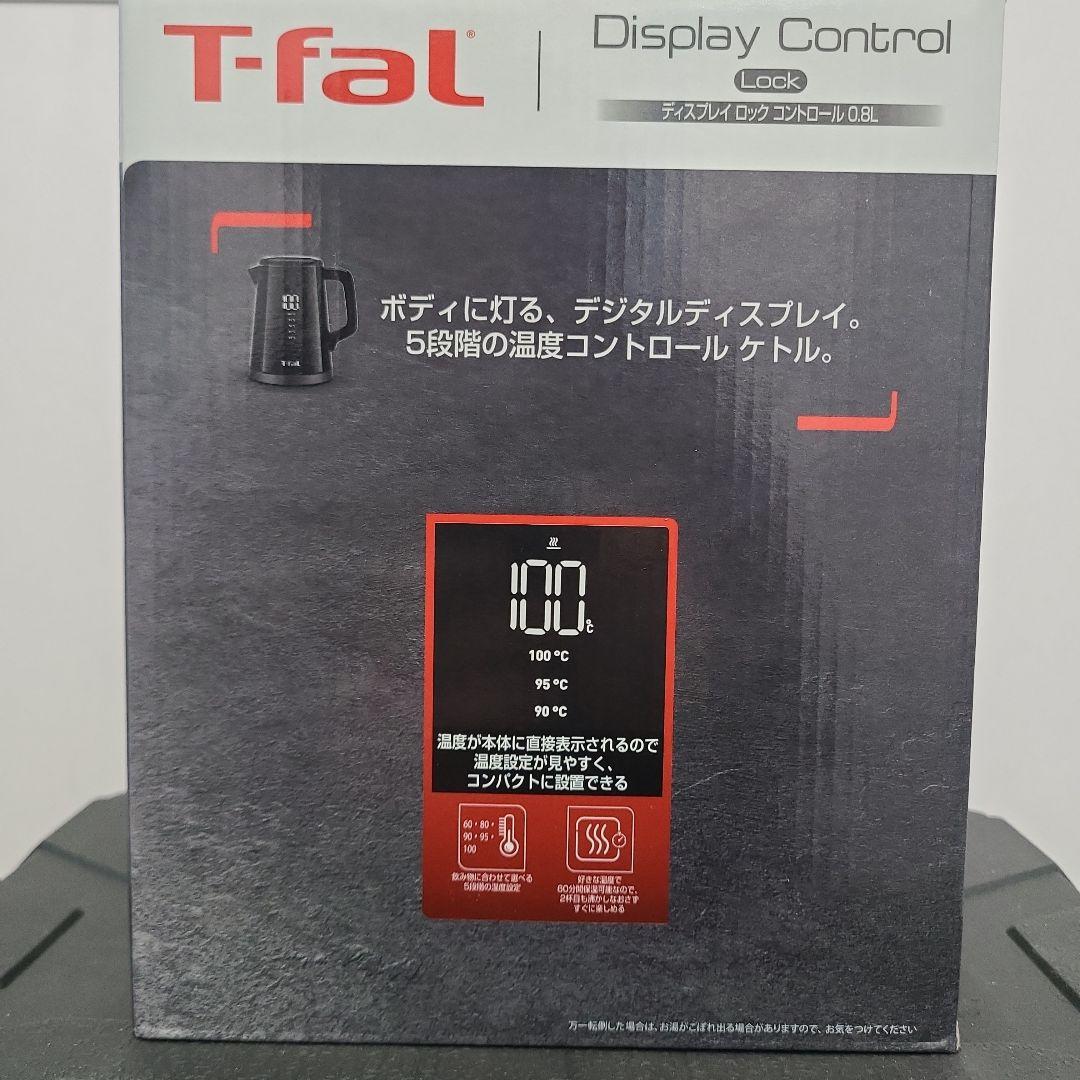 T-fal®
Display Control
Lock
ディスプレイ ロック コントロール 0.8L
100
T-fal
ボディに灯る、デジタルディスプレイ。
5段階の温度コントロール ケトル。
100℃
100℃
95℃
90℃
温度が本体に直接表示されるので
温度設定が見やすく、
コンパクトに設置できる
60・80・
90・95・
100
飲み物に合わせて選べる
5段階の温度設定
好きな温度で
60分間保温可能なので、
2杯目も沸かしなおさず
すぐに楽しめる
万一転倒した場合は、お湯がこぼれ出る場合がありますので、お気をつけてください